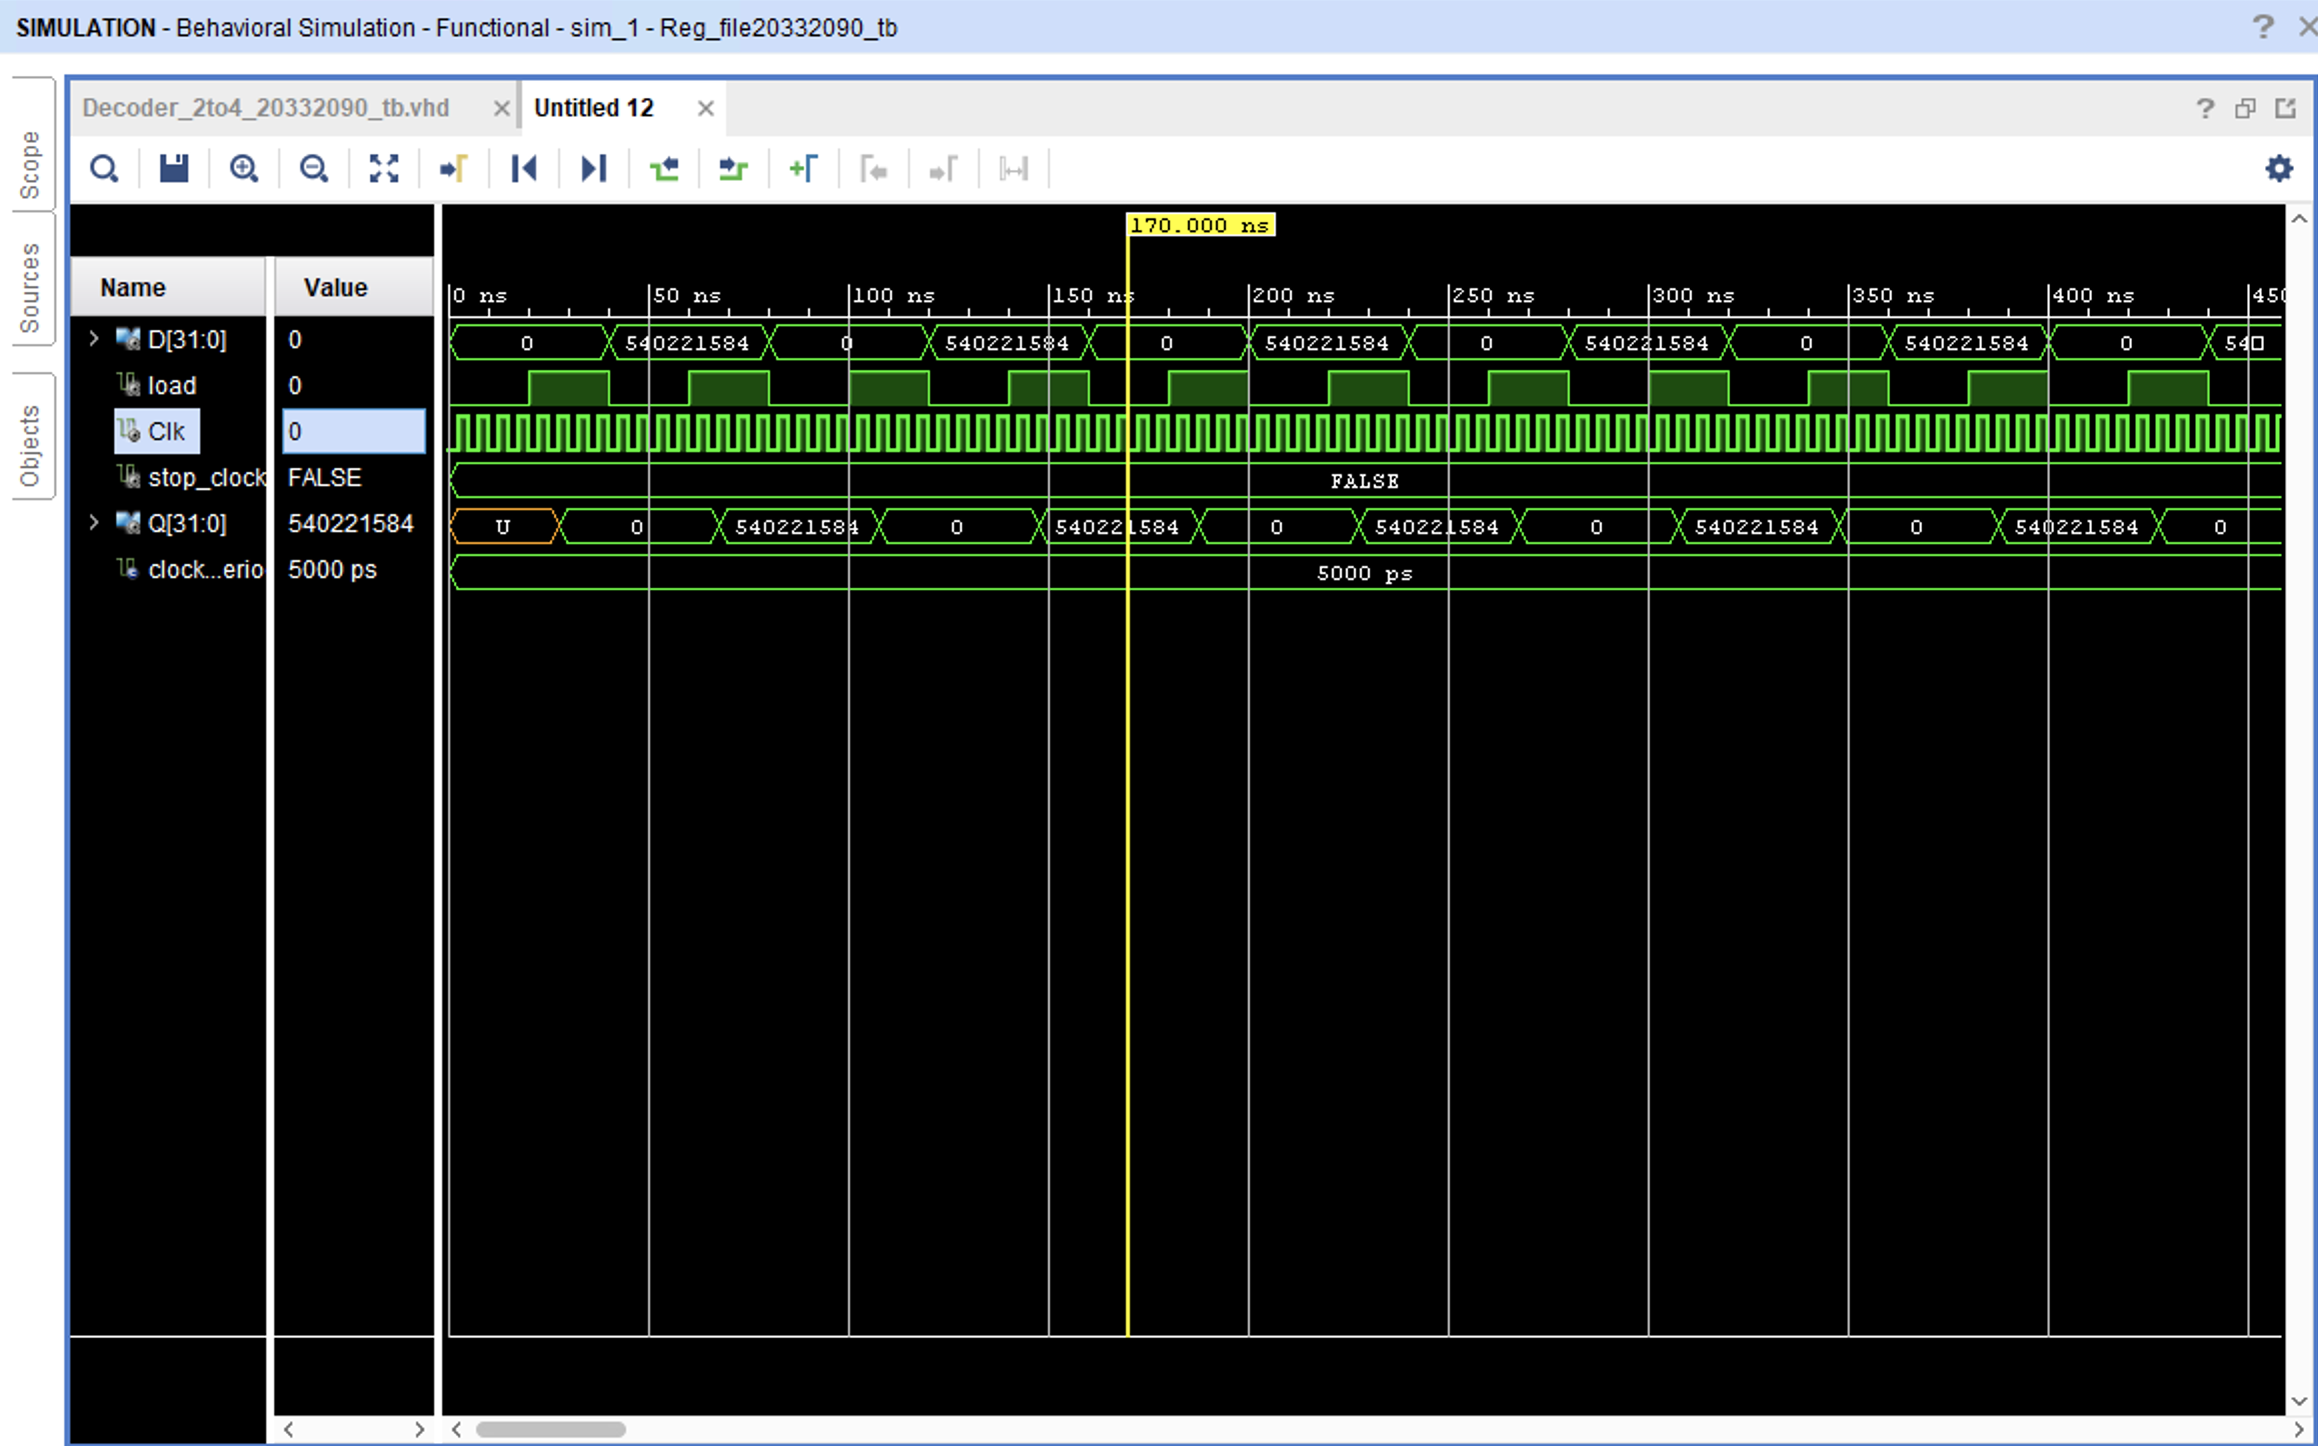 SIMULATION - Behavioral Simulation - Functional - sim_1 - Reg_file20332090_tb
Scope
Sources
Objects
Decoder_2to4_20332090_tb.vhd
Untitled 12
170.000 ns
Name Value
0 ns 50 ns 100 ns 150 ns 200 ns 250 ns 300 ns 350 ns 400 ns 450
D[31:0] 0 0 540221584 0 540221584 0 540221584 0 540221584 0 540221584 0 54
load 0
Clk 0
stop_clock FALSE FALSE
Q[31:0] 540221584 U 0 540221584 0 540221584 0 540221584 0 540221584 0 540221584 0
clock...erio 5000 ps 5000 ps